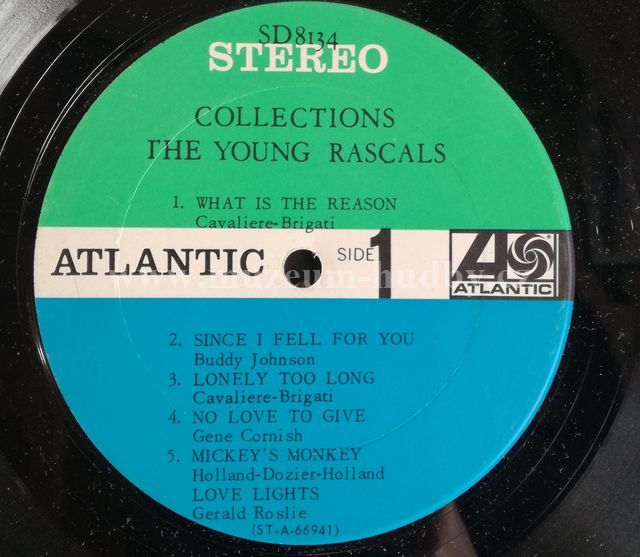 SD8134
STEREO
COLLECTIONS
THE YOUNG RASCALS
1. WHAT IS THE REASON
Cavaliere-Brigati
ATLANTIC SIDE 1 ATLANTIC
www.muzeum-hudby.cz
2. SINCE I FELL FOR YOU
Buddy Johnson
3. LONELY TOO LONG
Cavaliere-Brigati
4. NO LOVE TO GIVE
Gene Cornish
5. MICKEY'S MONKEY
Holland-Dozier-Holland
LOVE LIGHTS
Gerald Roslie
(ST-A-66941)